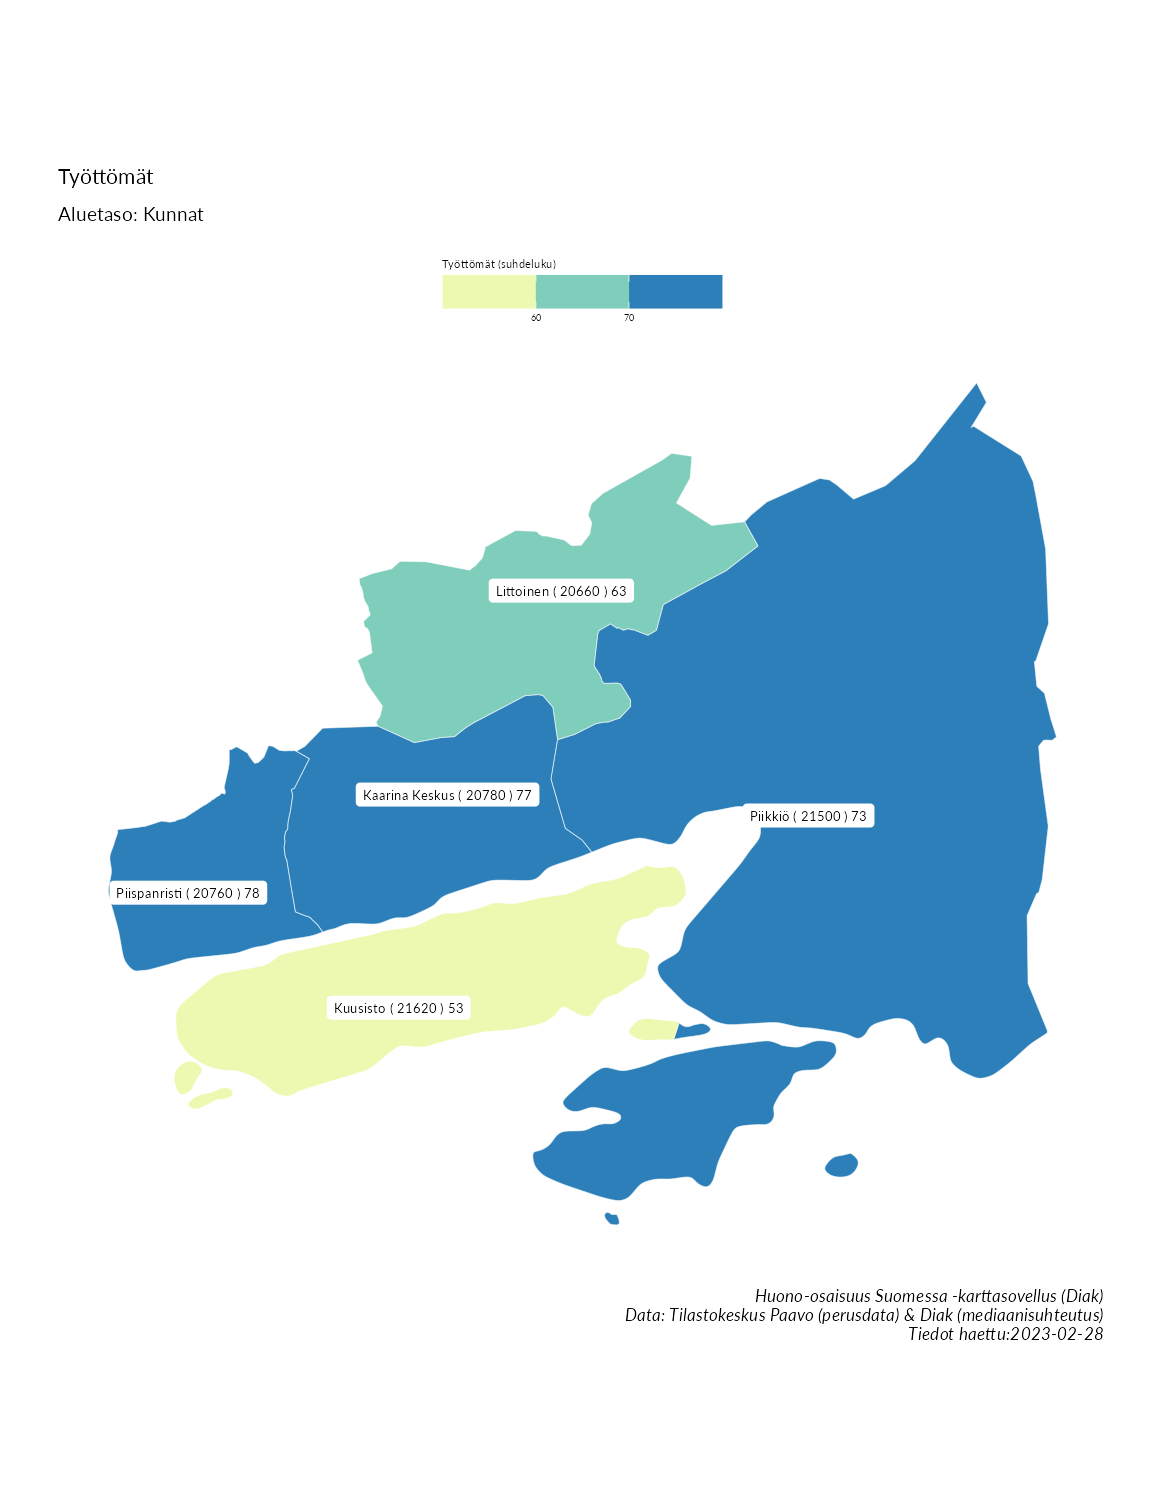 Työttömät
Aluetaso: Kunnat
Työttömät (suhdeluku)
60 70
Littoinen ( 20660 ) 63
Kaarina Keskus ( 20780 ) 77
Piikkiö ( 21500 ) 73
Piispanristi ( 20760 ) 78
Kuusisto ( 21620 ) 53
Huono-osaisuus Suomessa -karttasovellus (Diak)
Data: Tilastokeskus Paavo (perusdata) & Diak (mediaanisuhteutus)
Tiedot haettu:2023-02-28